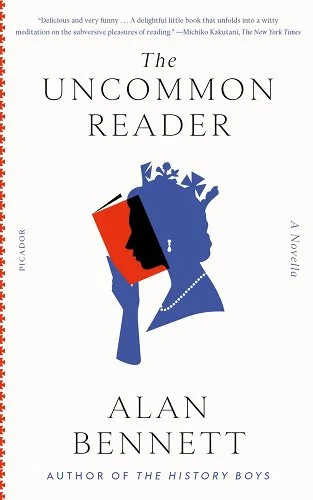 "Delicious and very funny . . . A delightful little book that unfolds into a witty
meditation on the subversive pleasures of reading." —Michiko Kakutani, The New York Times
The
UNCOMMON
READER
PICADOR
A Novella
ALAN
BENNETT
AUTHOR OF THE HISTORY BOYS